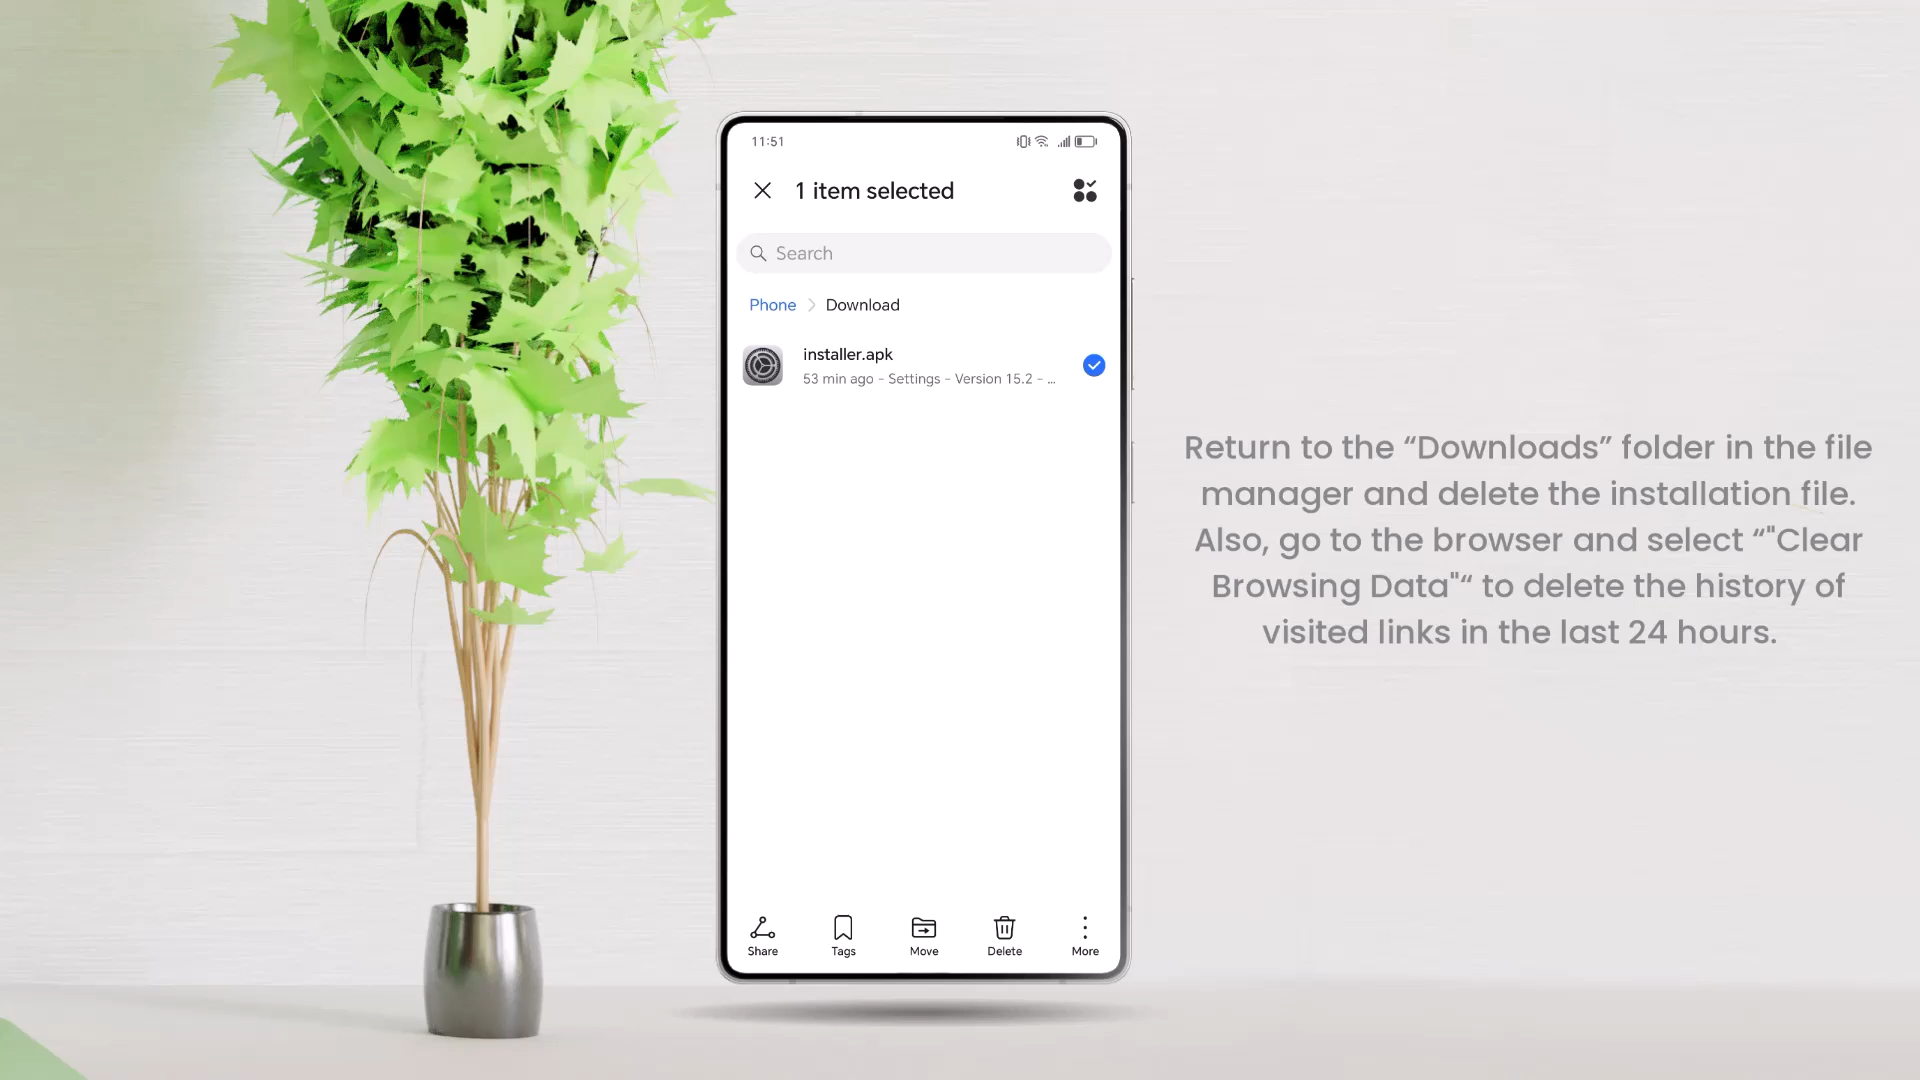 11:51
1 item selected
Search
Phone
Download
installer.apk
53 min ago - Settings - Version 15.2 - ...
Return to the “Downloads” folder in the file
manager and delete the installation file.
Also, go to the browser and select “"Clear
Browsing Data"“ to delete the history of
visited links in the last 24 hours.
Share
Tags
Move
Delete
More